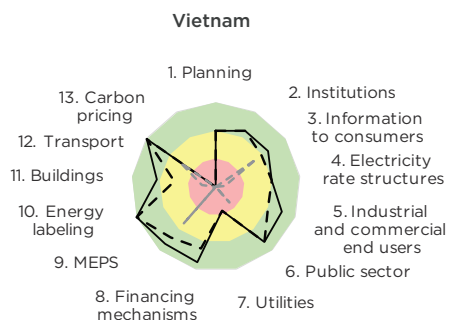 Vietnam
1. Planning
2. Institutions
3. Information
to consumers
4. Electricity
rate structures
5. Industrial
and commercial
end users
6. Public sector
7. Utilities
8. Financing
mechanisms
9. MEPS
10. Energy
labeling
11. Buildings
12. Transport
13. Carbon
pricing